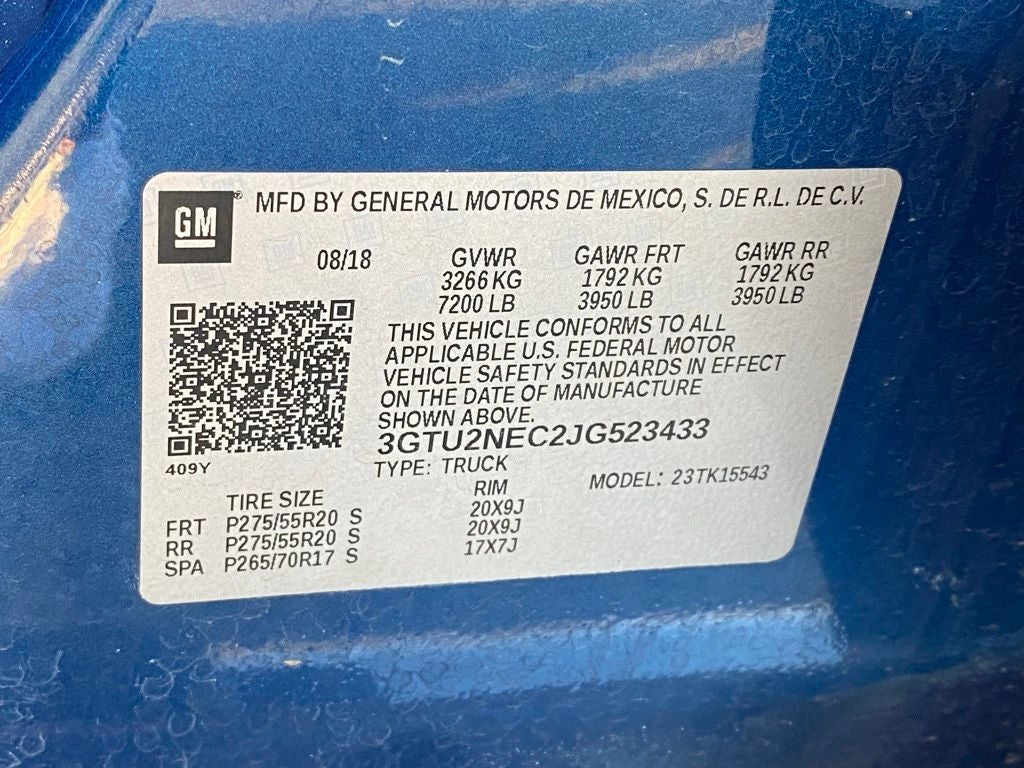 GM® MFD BY GENERAL MOTORS DE MEXICO, S. DE R.L. DE C.V.
08/18 GVWR GAWR FRT GAWR RR
3266 KG 1792 KG 1792 KG
7200 LB 3950 LB 3950 LB
THIS VEHICLE CONFORMS TO ALL
APPLICABLE U.S. FEDERAL MOTOR
VEHICLE SAFETY STANDARDS IN EFFECT
ON THE DATE OF MANUFACTURE
SHOWN ABOVE.
3GTU2NEC2JG523433
409Y TYPE: TRUCK MODEL: 23TK15543
TIRE SIZE RIM
FRT P275/55R20 S 20X9J
RR P275/55R20 S 20X9J
SPA P265/70R17 S 17X7J